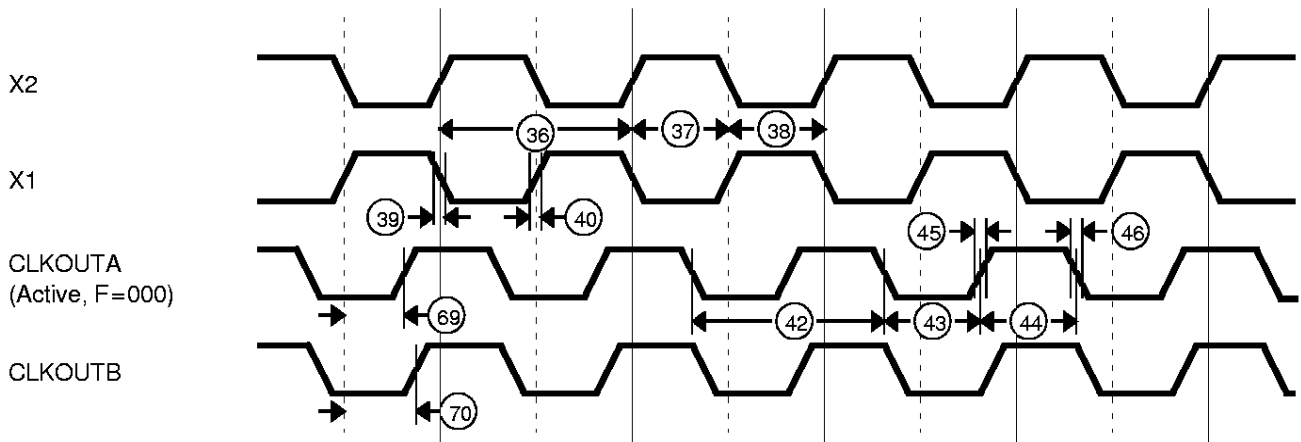 X2
36
37
38
X1
39
40
45
46
CLKOUTA
(Active, F=000)
69
42
43
44
CLKOUTB
70